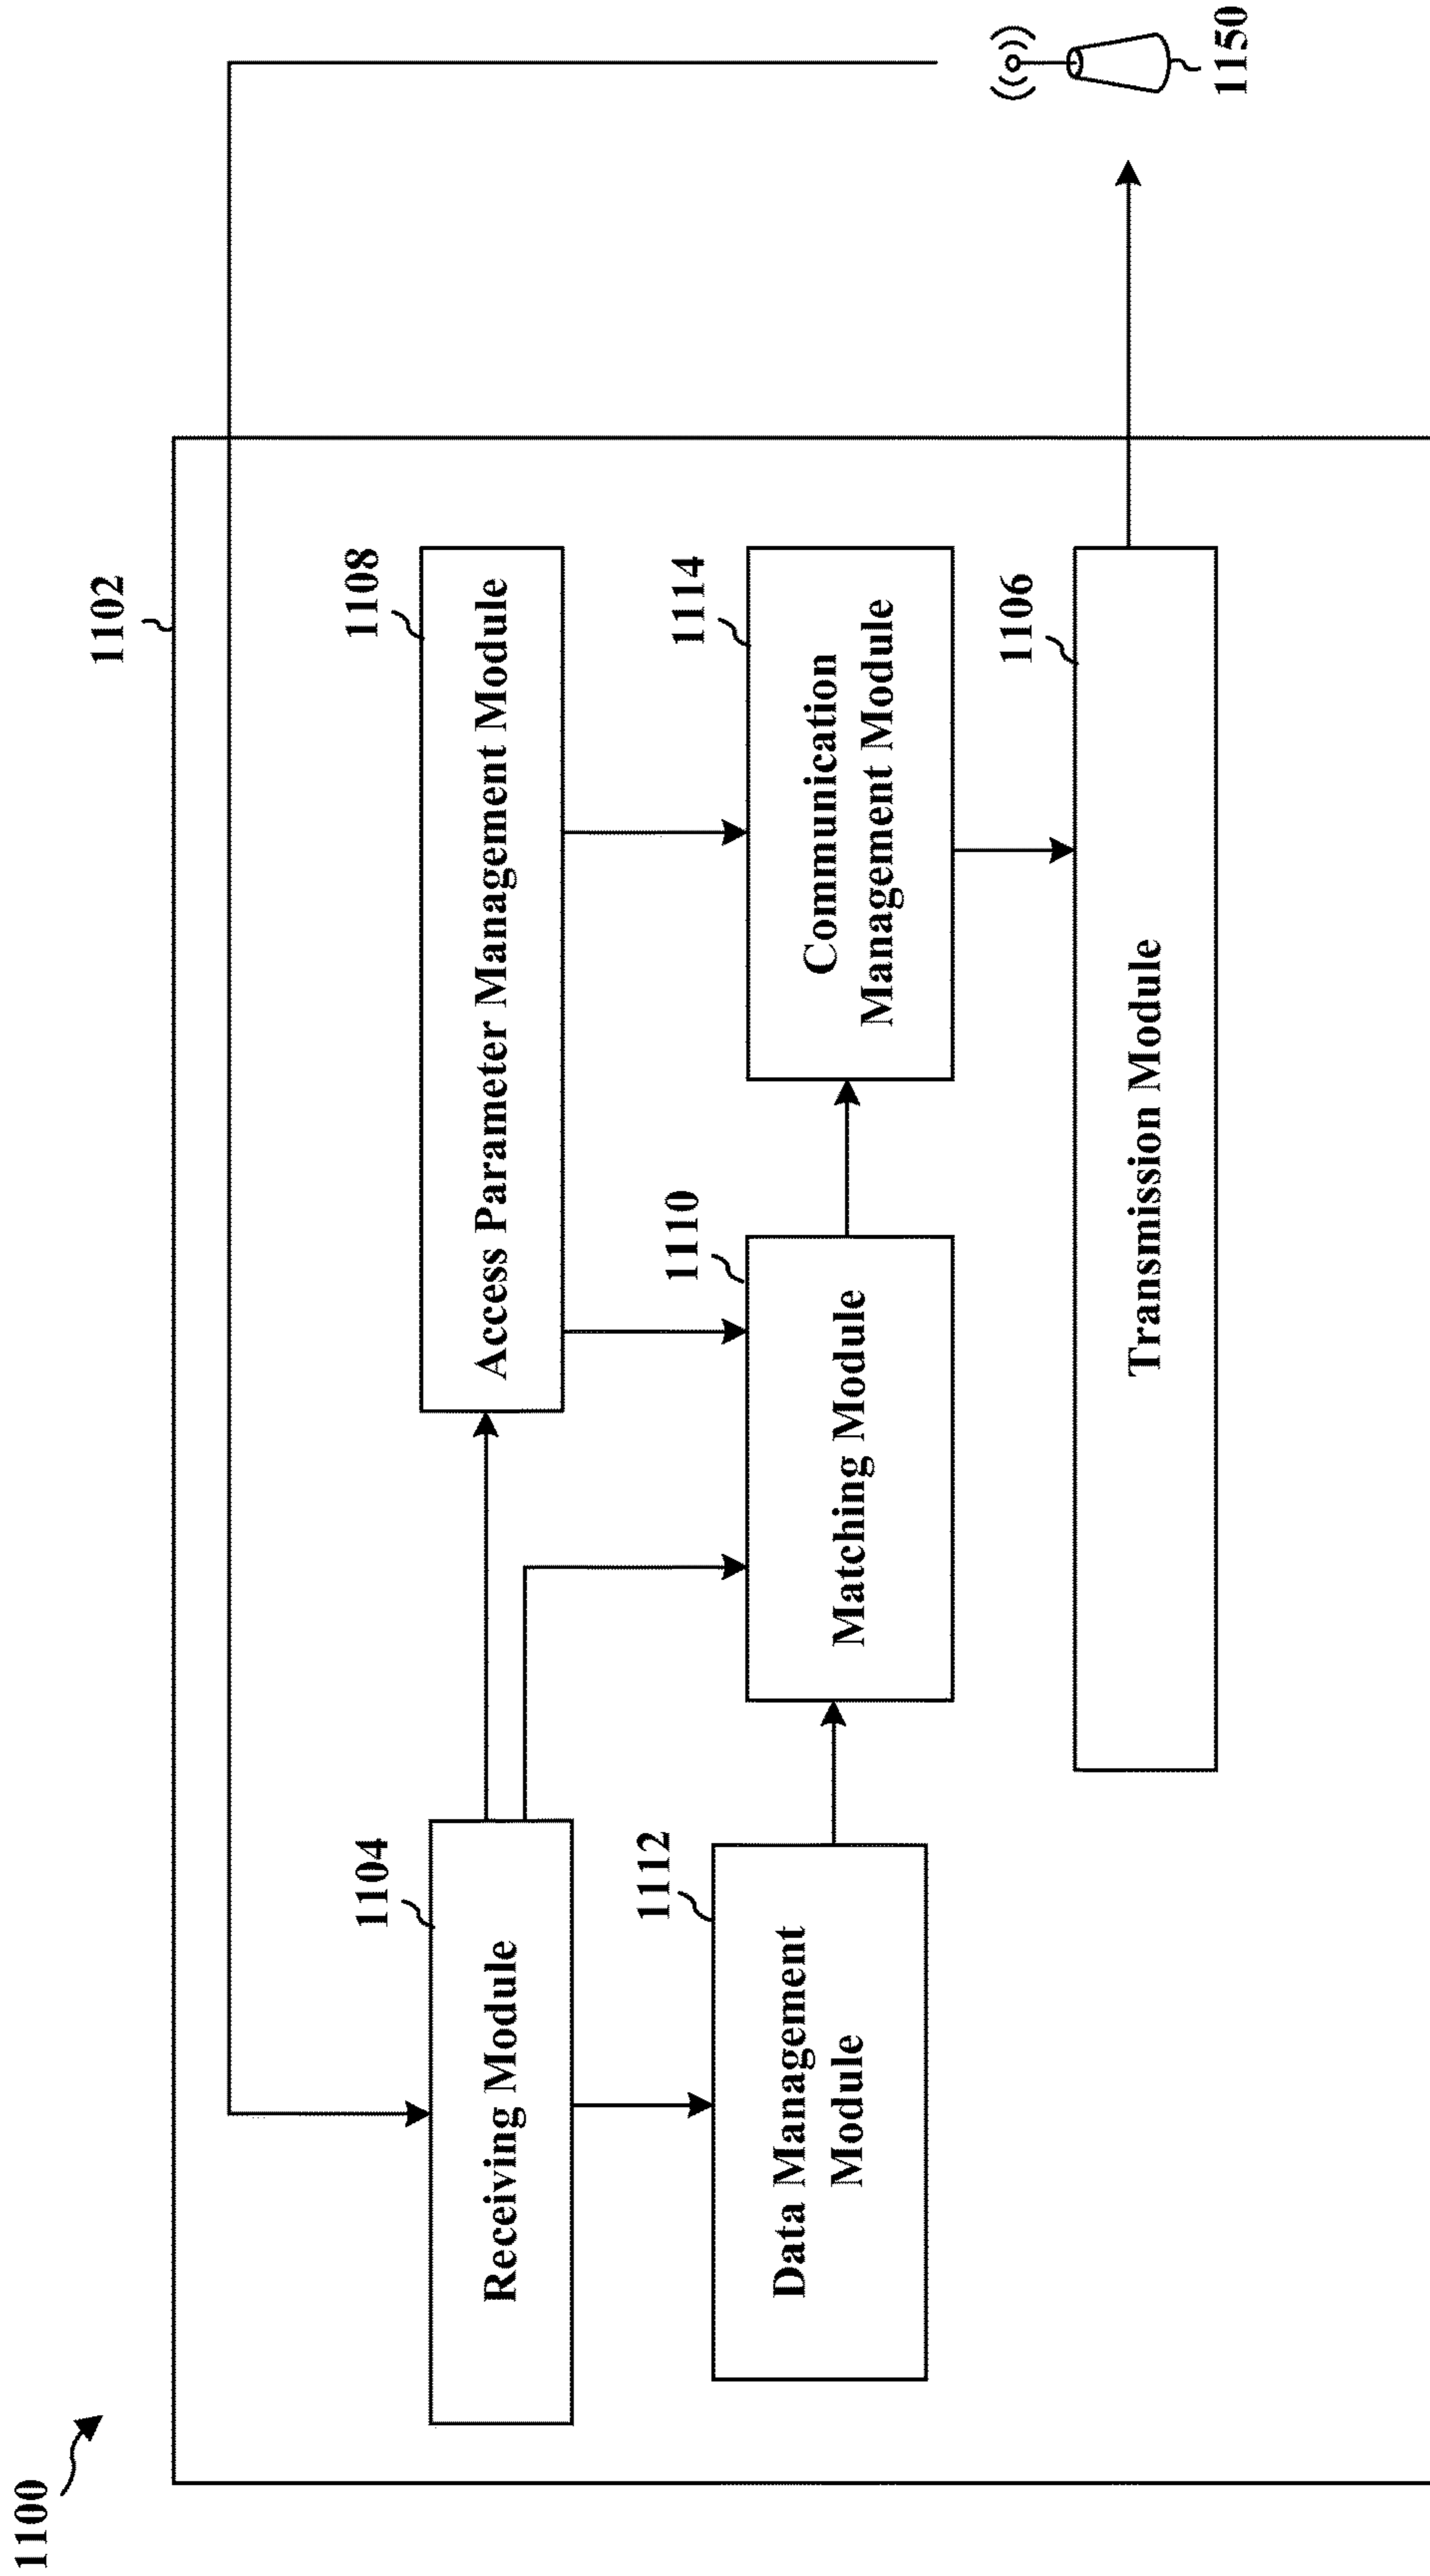 1100
1102
1104
Receiving Module
1108
Access Parameter Management Module
1112
Data Management
Module
1110
Matching Module
1114
Communication
Management Module
1106
Transmission Module
1150